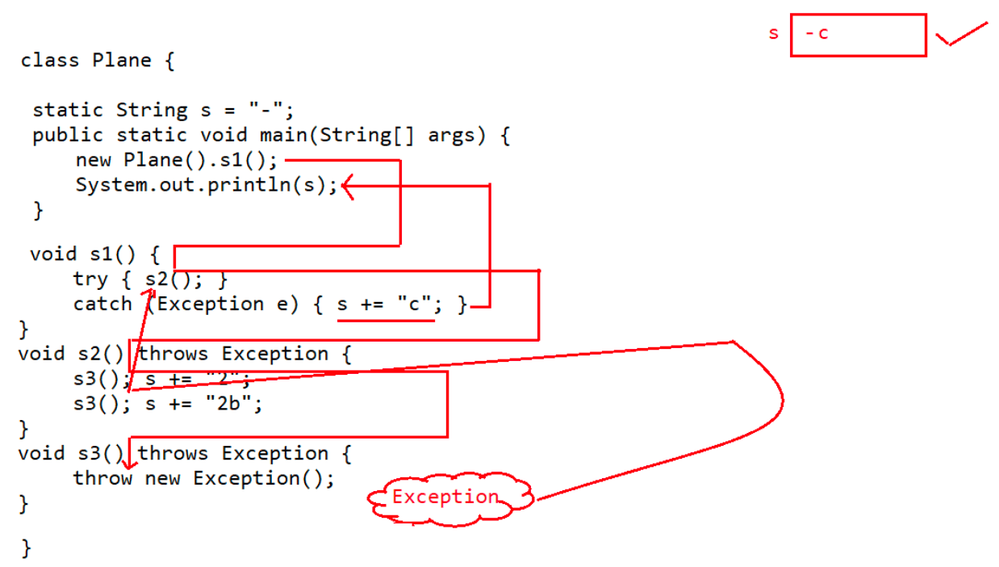 s -c
class Plane {
static String s = "-";
public static void main(String[] args) {
new Plane().s1();
System.out.println(s);
}
void s1() {
try { s2(); }
catch (Exception e) { s += "c"; }
}
void s2() throws Exception {
s3(); s += "2";
s3(); s += "2b";
}
void s3() throws Exception {
throw new Exception();
Exception
}
}